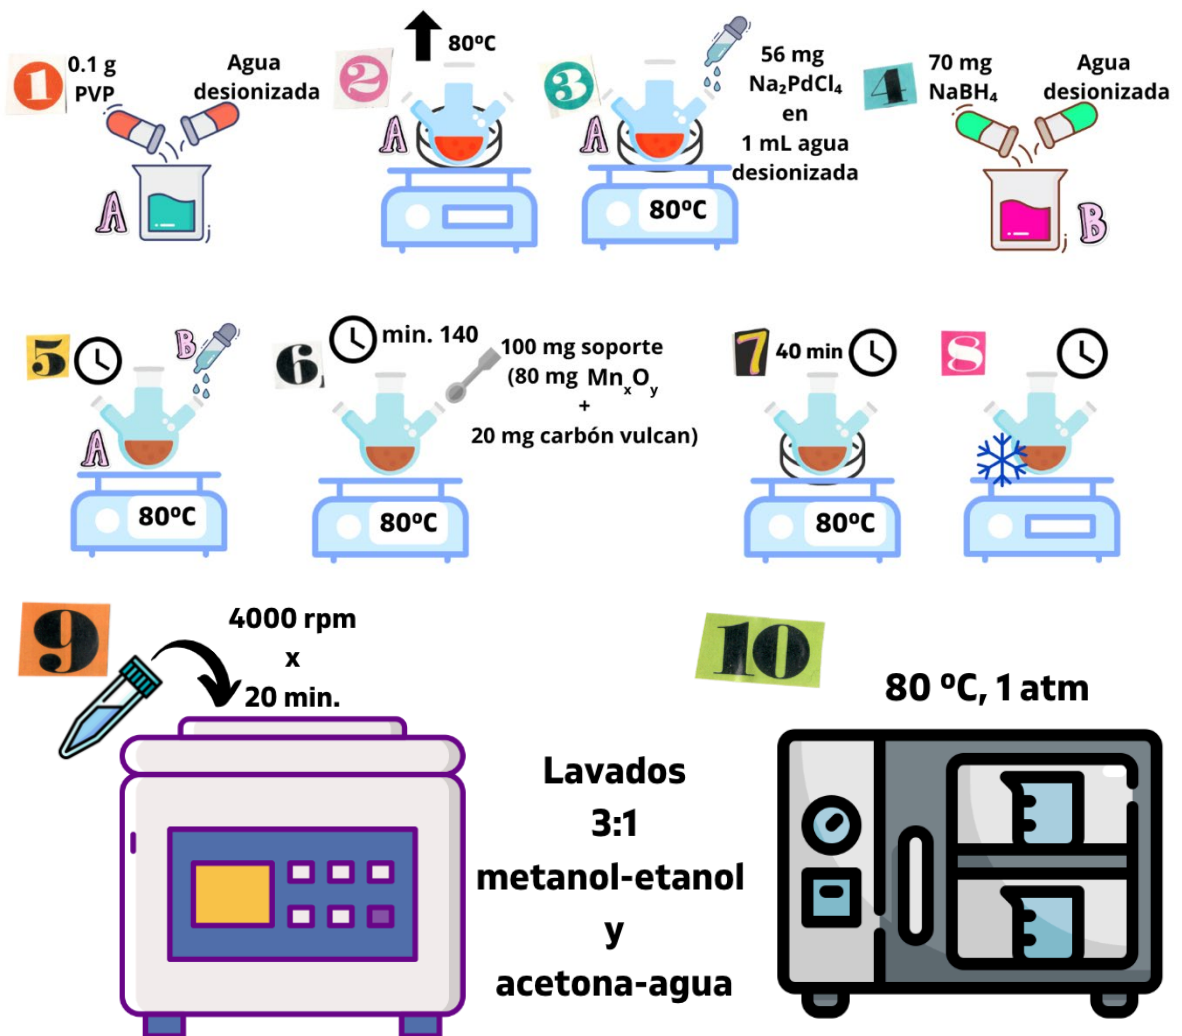 1
0.1 g
PVP
Agua
desionizada
A
2
80ºC
A
3
A
80ºC
56 mg
Na₂PdCl₄
en
1 mL agua
desionizada
4
70 mg
NaBH₄
Agua
desionizada
B
5
B
A
80ºC
6
min. 140
100 mg soporte
(80 mg MnₓOᵧ
+
20 mg carbón vulcan)
80ºC
7
40 min
80ºC
8
9
4000 rpm
x
20 min.
Lavados
3:1
metanol-etanol
y
acetona-agua
10
80 ºC, 1 atm